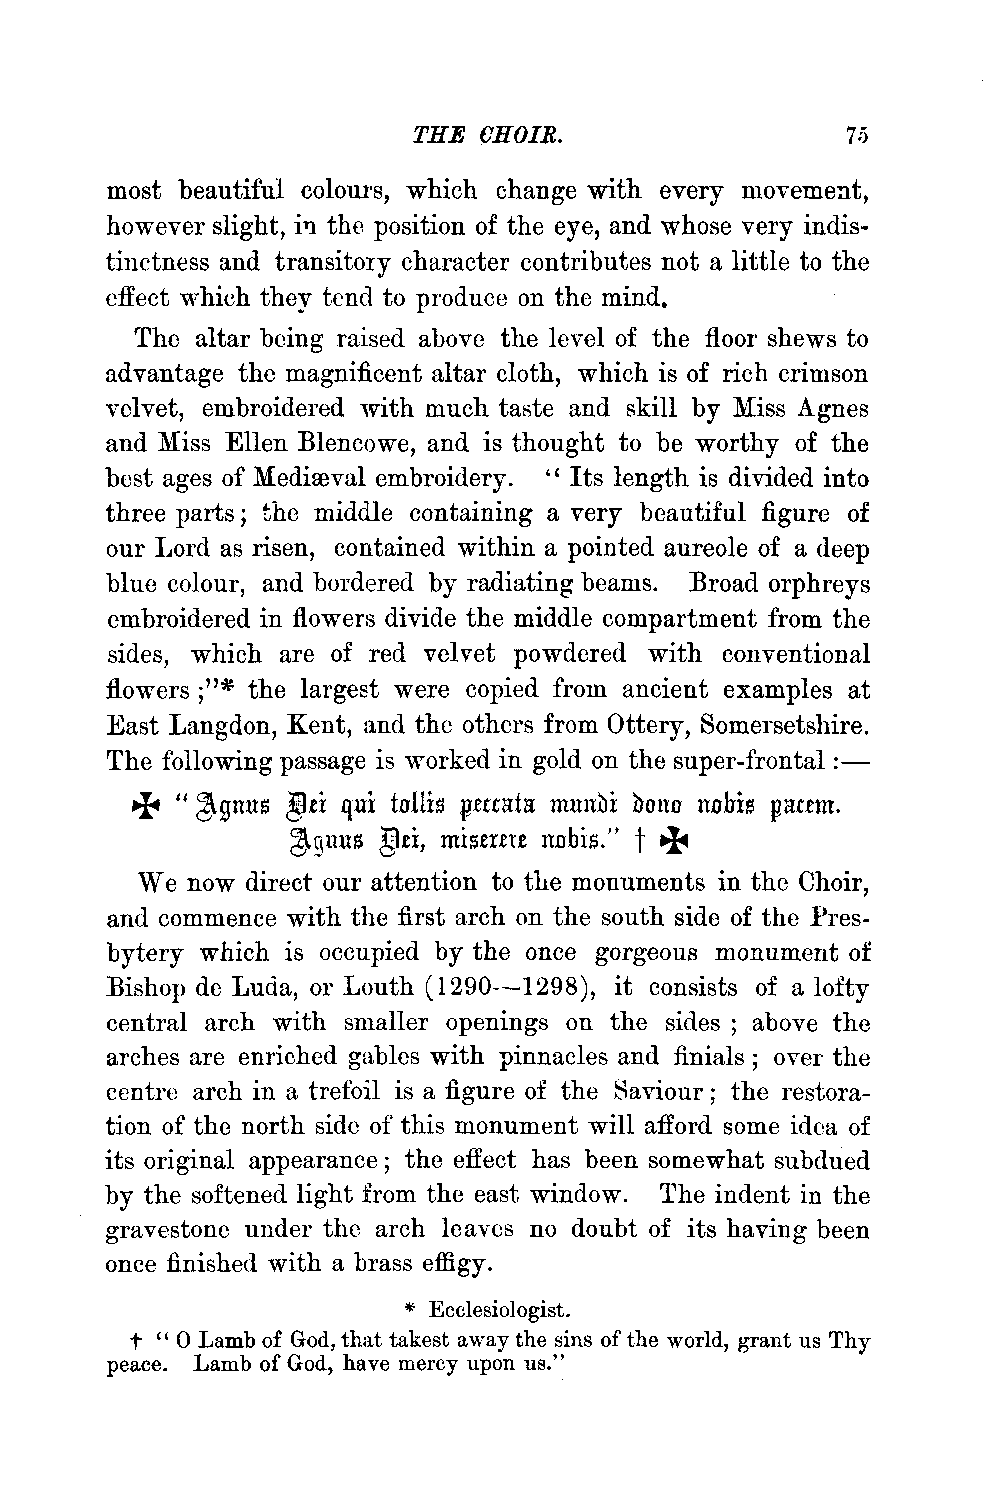 THE CHOIR. 75
most beautiful colours, which change with every movement,
however slight, in the position of the eye, and whose very indis-
tinctness and transitory character contributes not a little to the
effect which they tend to produce on the mind.
The altar being raised above the level of the floor shews to
advantage the magnificent altar cloth, which is of rich crimson
velvet, embroidered with much taste and skill by Miss Agnes
and Miss Ellen Blencowe, and is thought to be worthy of the
best ages of Mediæval embroidery. “ Its length is divided into
three parts; the middle containing a very beautiful figure of
our Lord as risen, contained within a pointed aureole of a deep
blue colour, and bordered by radiating beams. Broad orphreys
embroidered in flowers divide the middle compartment from the
sides, which are of red velvet powdered with conventional
flowers ;”* the largest were copied from ancient examples at
East Langdon, Kent, and the others from Ottery, Somersetshire.
The following passage is worked in gold on the super-frontal :—
✠ “ Agnus Dei qui tollis peccata mundi dono nobis pacem.
Agnus Dei, miserere nobis.” † ✠
We now direct our attention to the monuments in the Choir,
and commence with the first arch on the south side of the Pres-
bytery which is occupied by the once gorgeous monument of
Bishop de Luda, or Louth (1290—1298), it consists of a lofty
central arch with smaller openings on the sides ; above the
arches are enriched gables with pinnacles and finials ; over the
centre arch in a trefoil is a figure of the Saviour ; the restora-
tion of the north side of this monument will afford some idea of
its original appearance ; the effect has been somewhat subdued
by the softened light from the east window. The indent in the
gravestone under the arch leaves no doubt of its having been
once finished with a brass effigy.
* Ecclesiologist.
† “ O Lamb of God, that takest away the sins of the world, grant us Thy
peace. Lamb of God, have mercy upon us.”